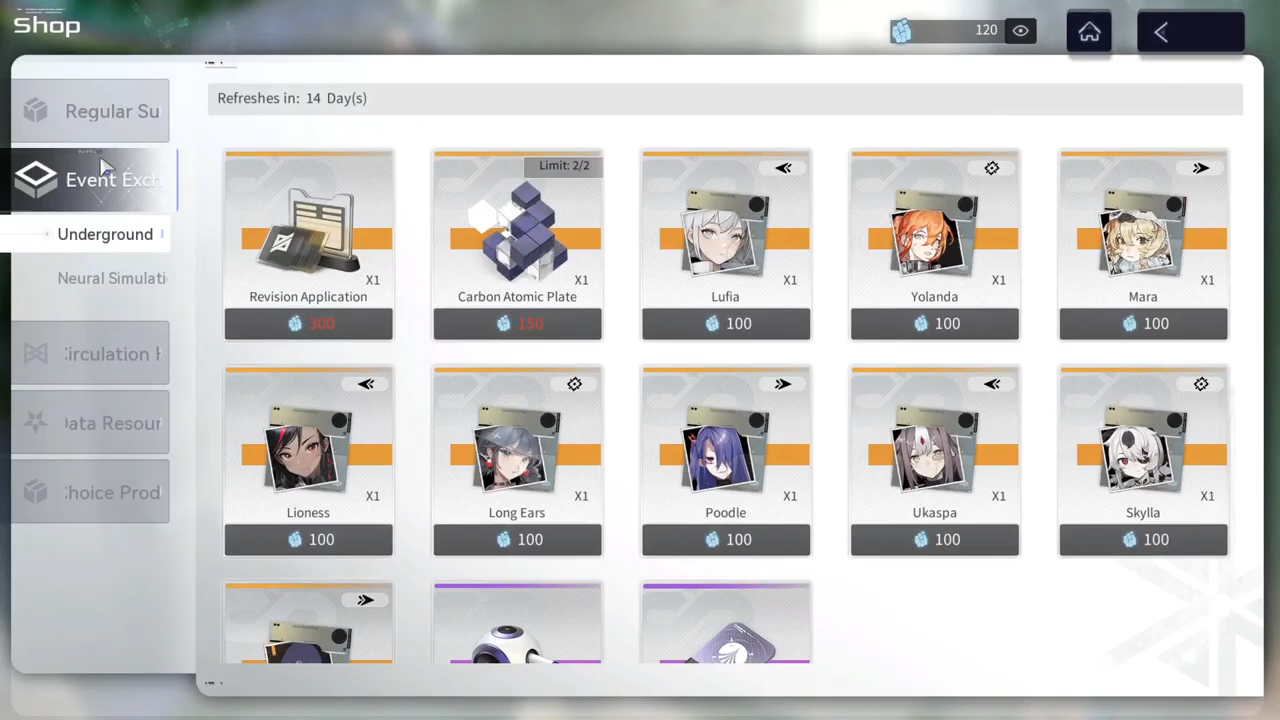 Shop
120
Regular Su
Event Exch
Underground
Neural Simulati
Circulation
Data Resour
Choice Prod
Refreshes in: 14 Day(s)
X1
Revision Application
300
Limit: 2/2
X1
Carbon Atomic Plate
150
X1
Lufia
100
X1
Yolanda
100
X1
Mara
100
X1
Lioness
100
X1
Long Ears
100
X1
Poodle
100
X1
Ukaspa
100
X1
Skylla
100